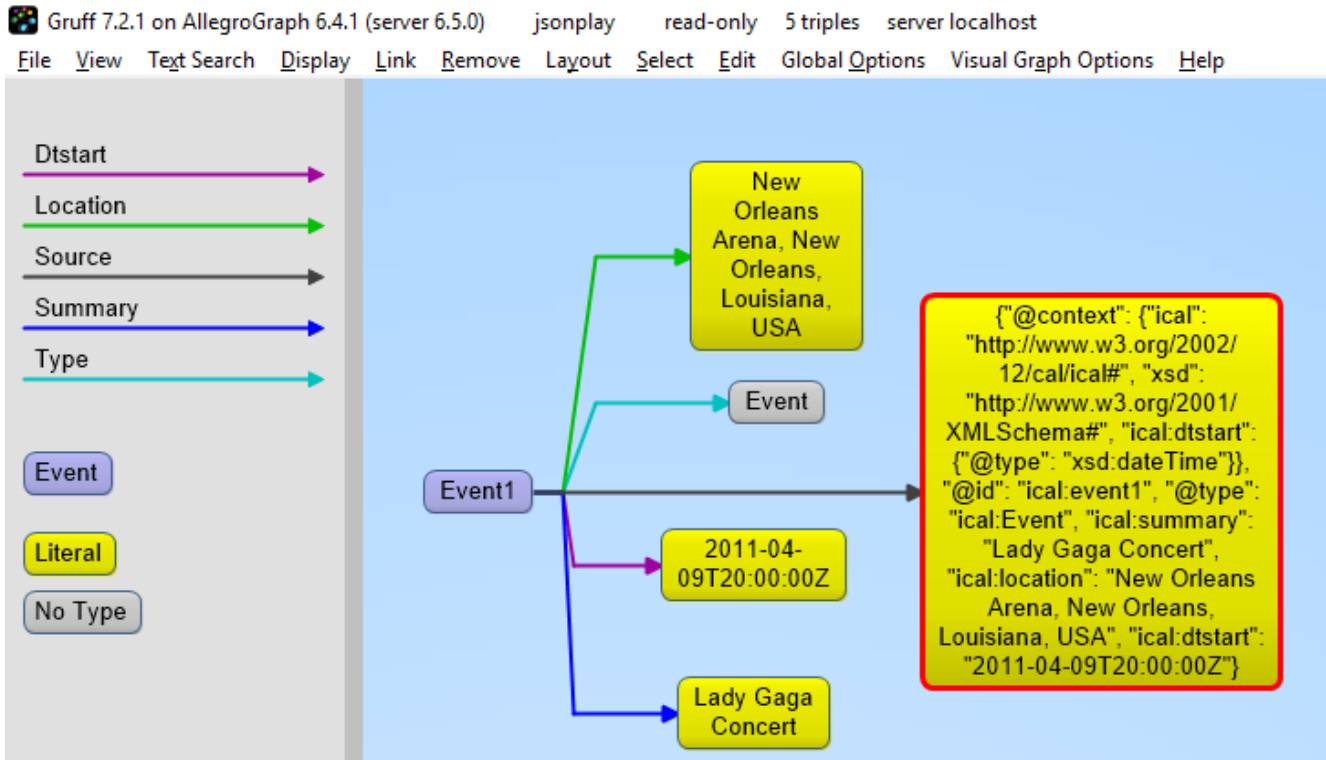 Gruff 7.2.1 on AllegroGraph 6.4.1 (server 6.5.0) jsonplay read-only 5 triples server localhost
File View Text Search Display Link Remove Layout Select Edit Global Options Visual Graph Options Help
Dtstart
Location
Source
Summary
Type
Event
Literal
No Type
Event1
New
Orleans
Arena, New
Orleans,
Louisiana,
USA
Event
2011-04-
09T20:00:00Z
Lady Gaga
Concert
{"@context": {"ical":
"http://www.w3.org/2002/
12/cal/ical#", "xsd":
"http://www.w3.org/2001/
XMLSchema#", "ical:dtstart":
{"@type": "xsd:dateTime"}},
"@id": "ical:event1", "@type":
"ical:Event", "ical:summary":
"Lady Gaga Concert",
"ical:location": "New Orleans
Arena, New Orleans,
Louisiana, USA", "ical:dtstart":
"2011-04-09T20:00:00Z"}